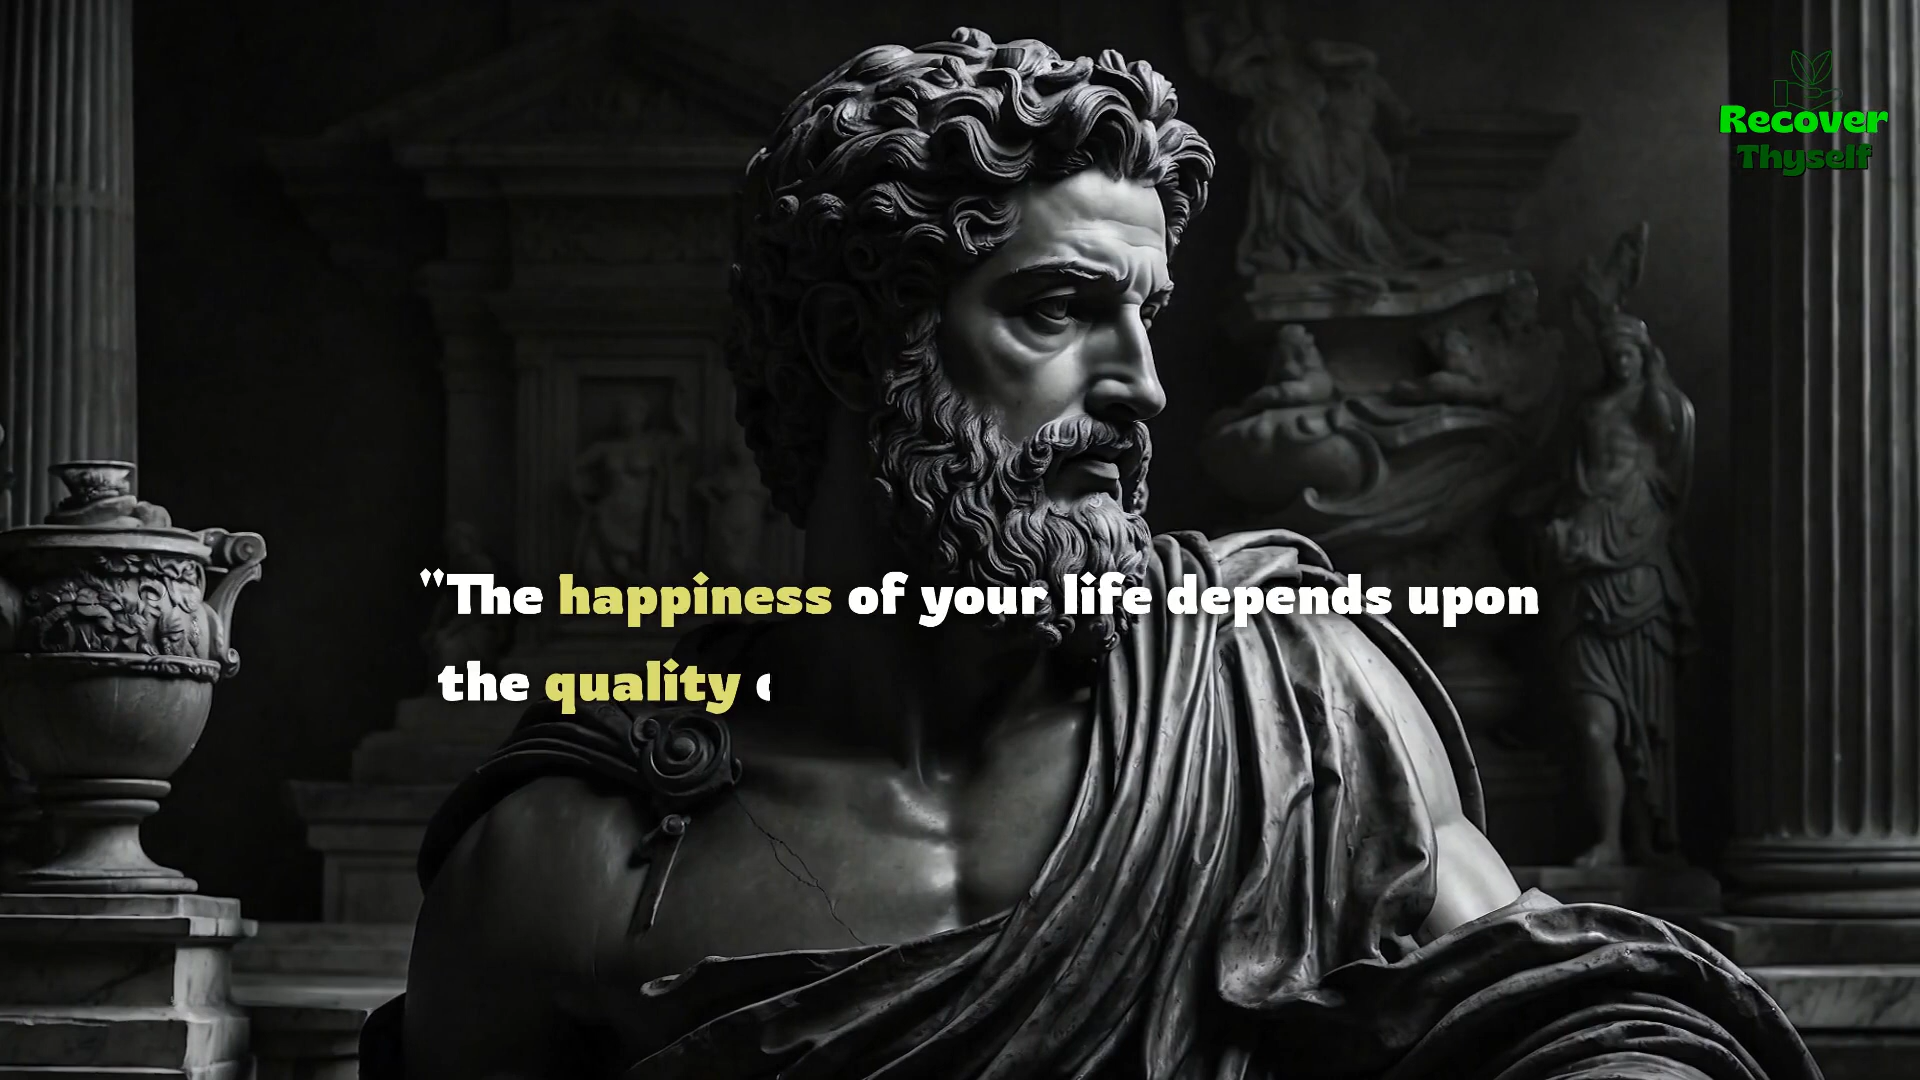 Recover
Thyself
"The happiness of your life depends upon
the quality